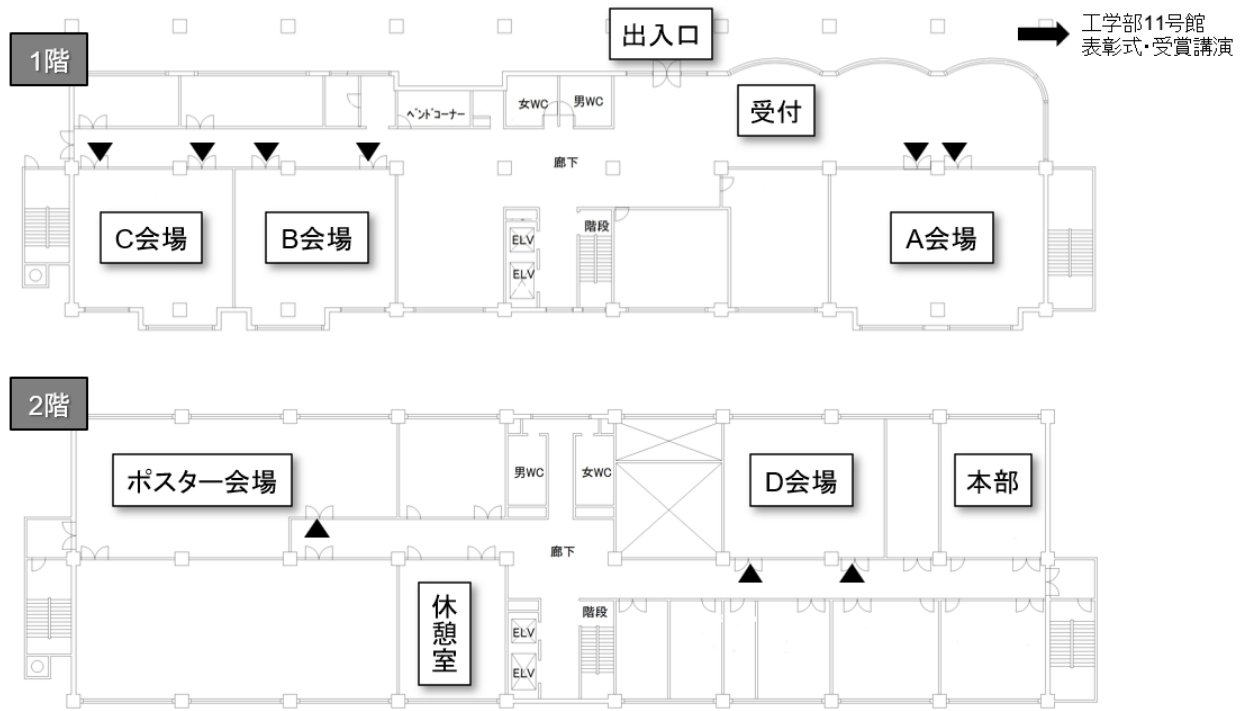 1階
出入口
工学部11号館
表彰式・受賞講演
受付
ベンドコーナー
女WC
男WC
廊下
C会場
B会場
ELV
ELV
階段
A会場
2階
ポスター会場
男WC
女WC
D会場
本部
廊下
休憩室
ELV
ELV
階段